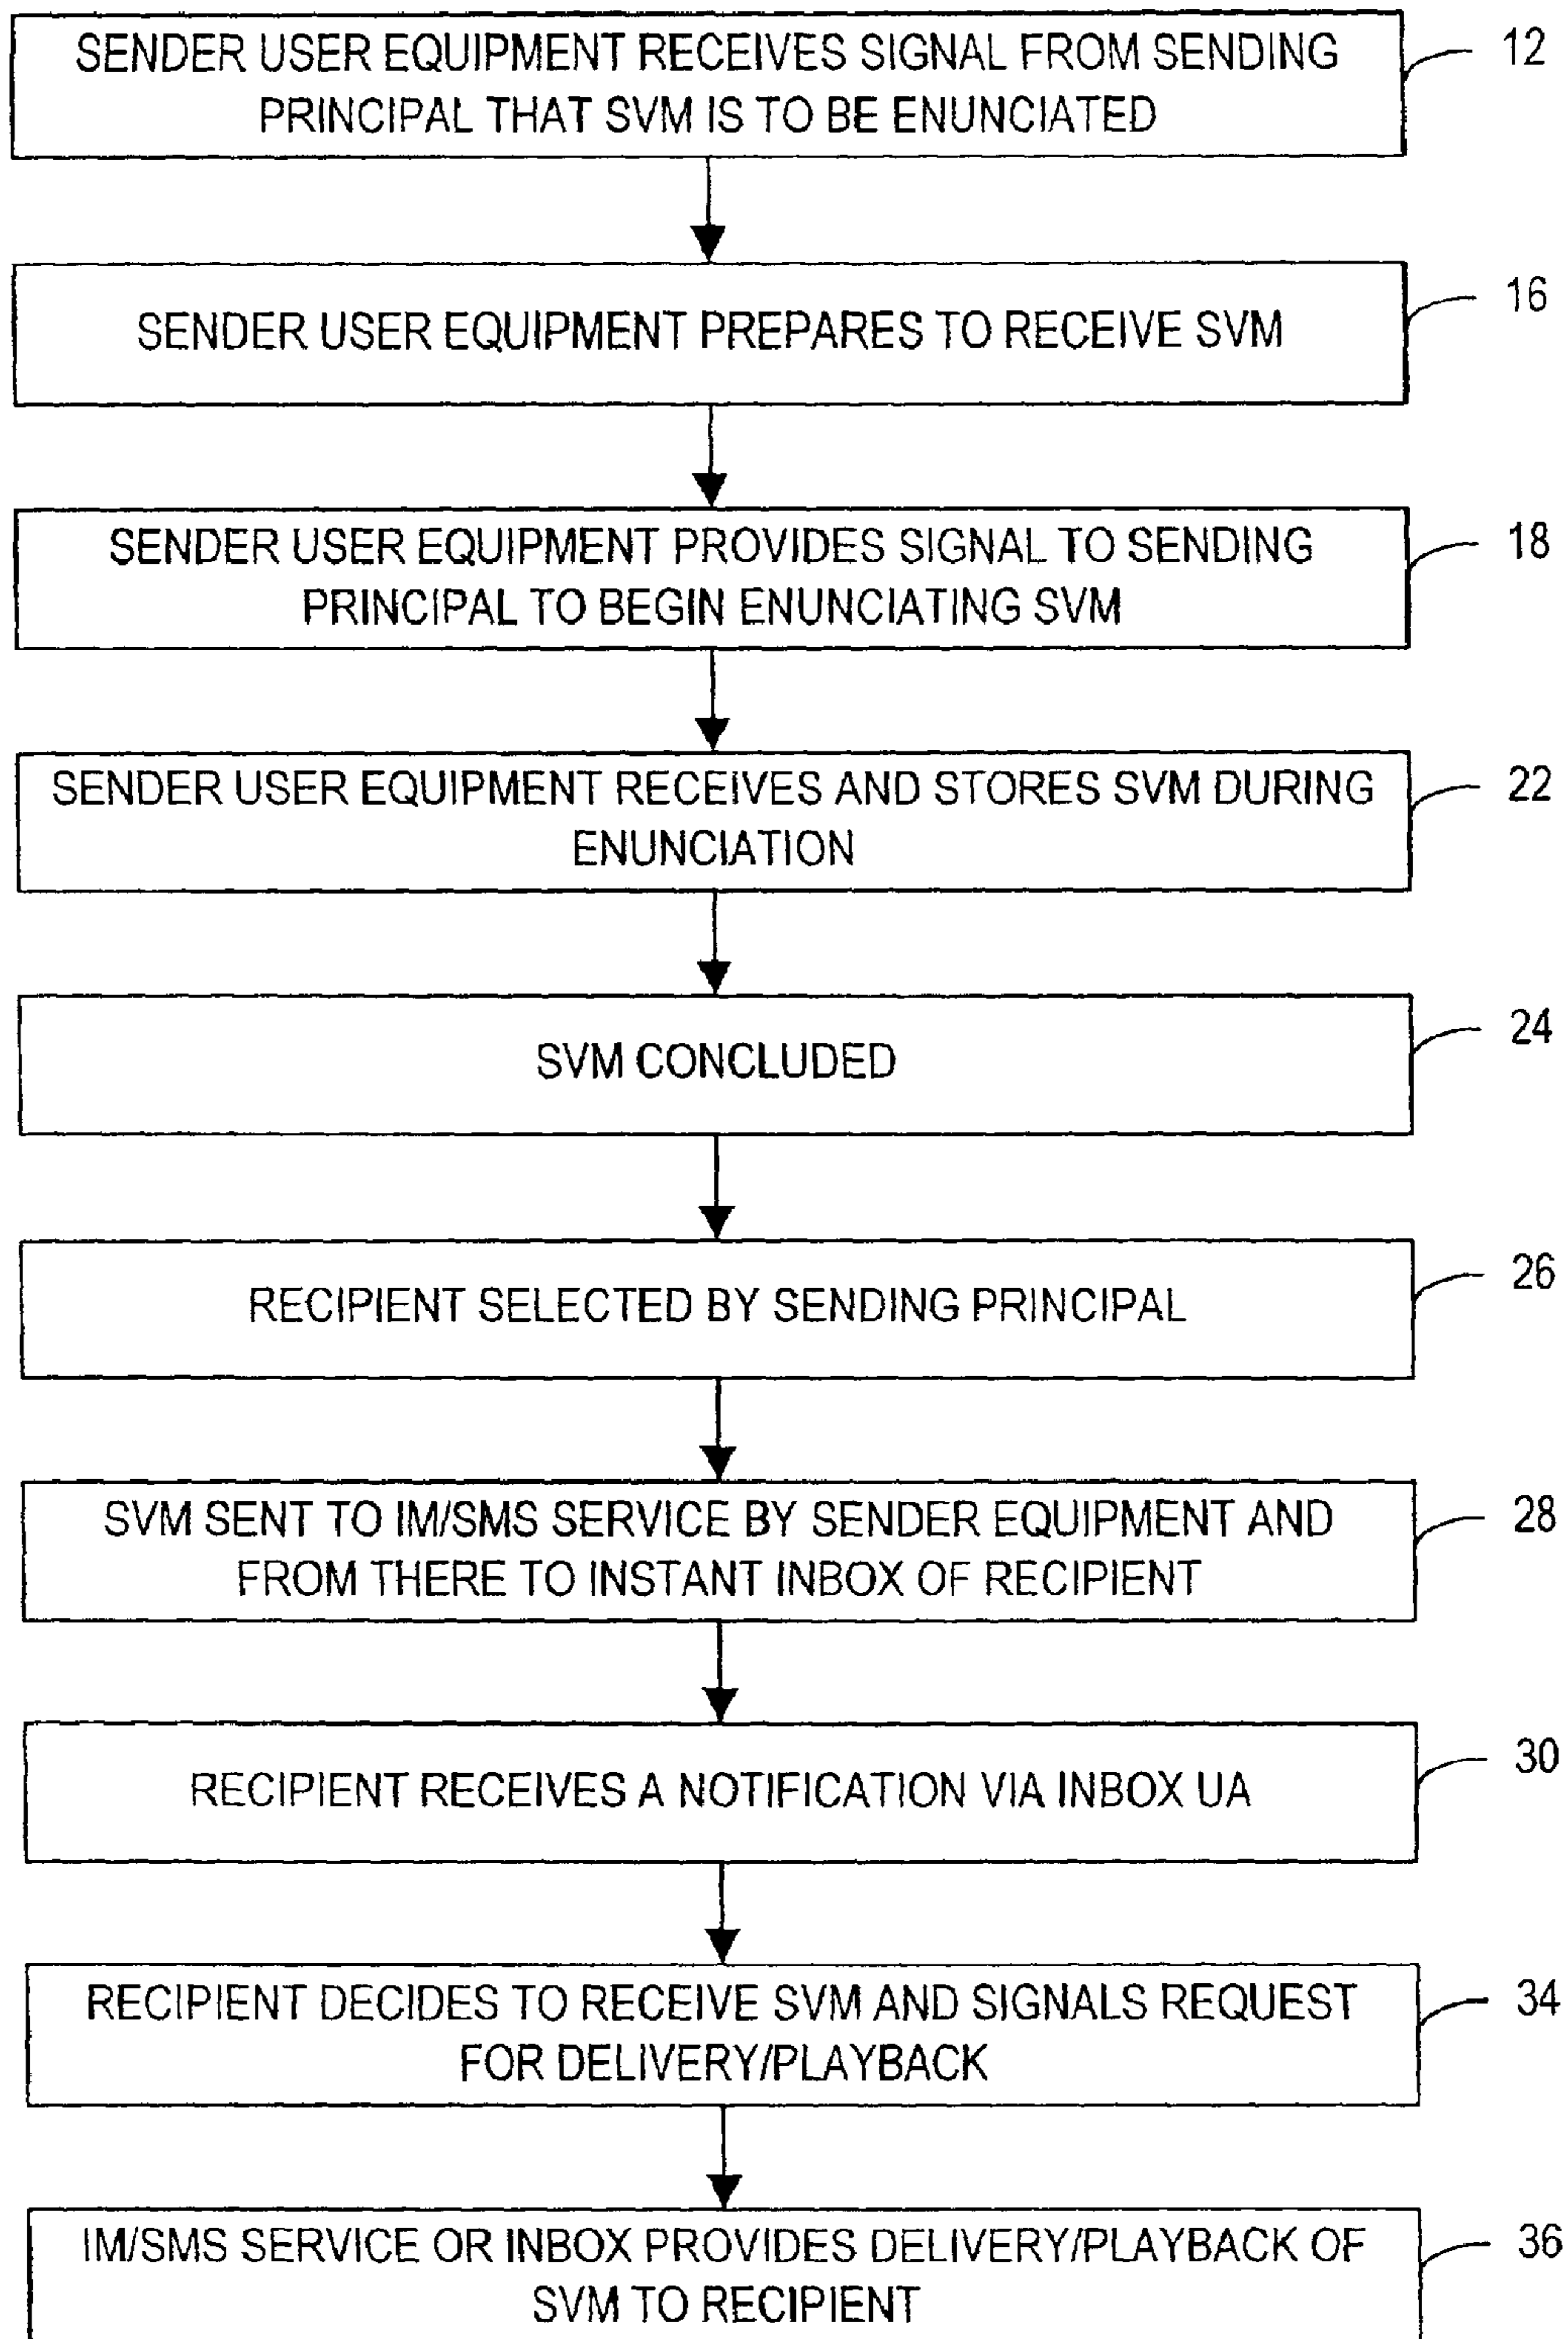 SENDER USER EQUIPMENT RECEIVES SIGNAL FROM SENDING
PRINCIPAL THAT SVM IS TO BE ENUNCIATED
12
SENDER USER EQUIPMENT PREPARES TO RECEIVE SVM
16
SENDER USER EQUIPMENT PROVIDES SIGNAL TO SENDING
PRINCIPAL TO BEGIN ENUNCIATING SVM
18
SENDER USER EQUIPMENT RECEIVES AND STORES SVM DURING
ENUNCIATION
22
SVM CONCLUDED
24
RECIPIENT SELECTED BY SENDING PRINCIPAL
26
SVM SENT TO IM/SMS SERVICE BY SENDER EQUIPMENT AND
FROM THERE TO INSTANT INBOX OF RECIPIENT
28
RECIPIENT RECEIVES A NOTIFICATION VIA INBOX UA
30
RECIPIENT DECIDES TO RECEIVE SVM AND SIGNALS REQUEST
FOR DELIVERY/PLAYBACK
34
IM/SMS SERVICE OR INBOX PROVIDES DELIVERY/PLAYBACK OF
SVM TO RECIPIENT
36